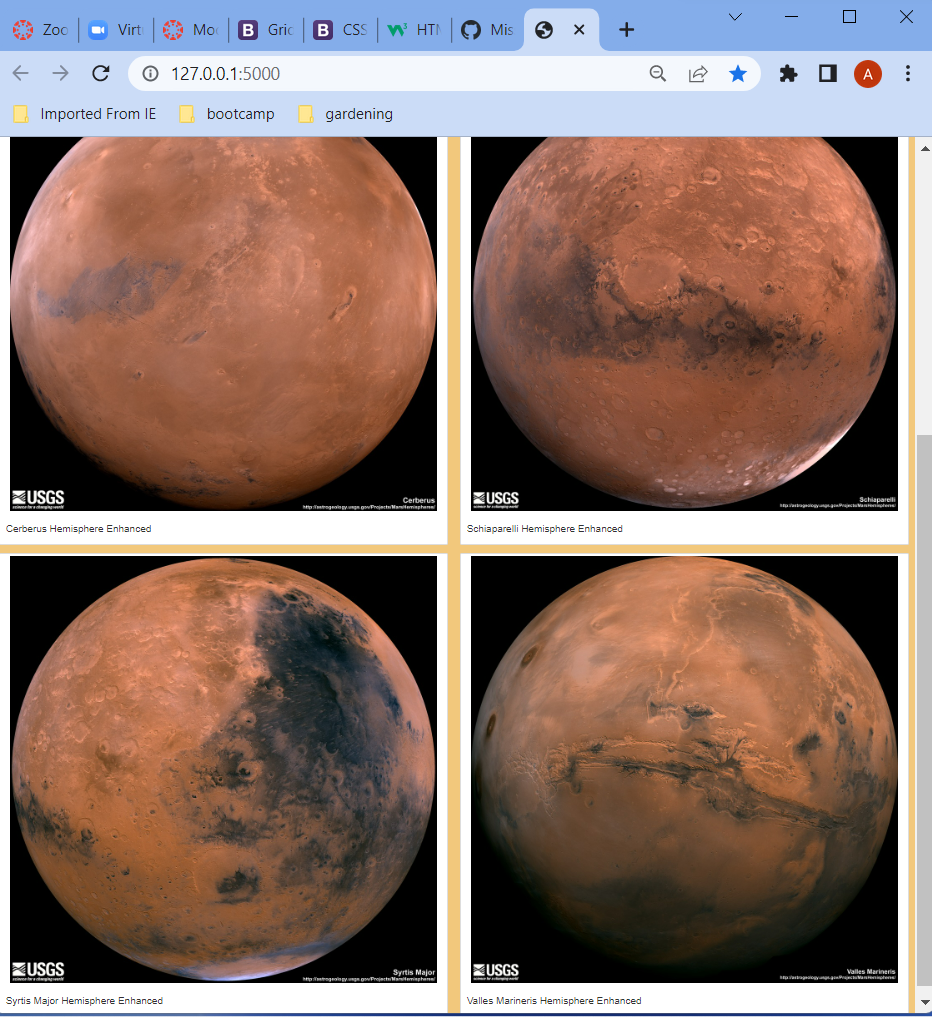 Zoo
Virt
Mod
Grid
CSS
HTM
Mis
127.0.0.1:5000
A
Imported From IE
bootcamp
gardening
USGS
science for a changing world
Cerberus
http://astrogeology.usgs.gov/Projects/MarsHemispheres/
USGS
science for a changing world
Schiaparelli
http://astrogeology.usgs.gov/Projects/MarsHemispheres/
Cerberus Hemisphere Enhanced
Schiaparelli Hemisphere Enhanced
USGS
science for a changing world
Syrtis Major
http://astrogeology.usgs.gov/Projects/MarsHemispheres/
USGS
science for a changing world
Valles Marineris
http://astrogeology.usgs.gov/Projects/MarsHemispheres/
Syrtis Major Hemisphere Enhanced
Valles Marineris Hemisphere Enhanced